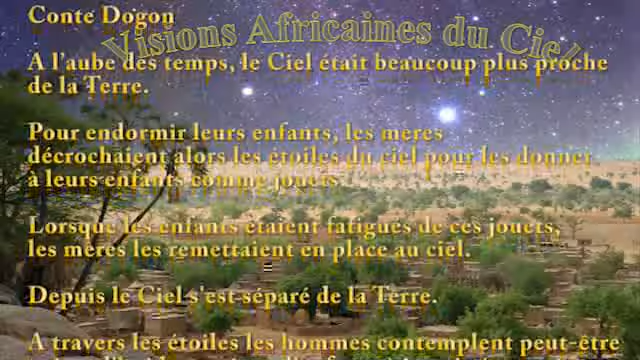 Conte Dogon
Visions Africaines du Ciel
A l'aube des temps, le Ciel était beaucoup plus proche
de la Terre.
Pour endormir leurs enfants, les mères
décrochaient alors les étoiles du ciel pour les donner
à leurs enfants comme jouets.
Lorsque les enfants étaient fatigués de ces jouets,
les mères les remettaient en place au ciel.
Depuis le Ciel s'est séparé de la Terre.
A travers les étoiles les hommes contemplent peut-être